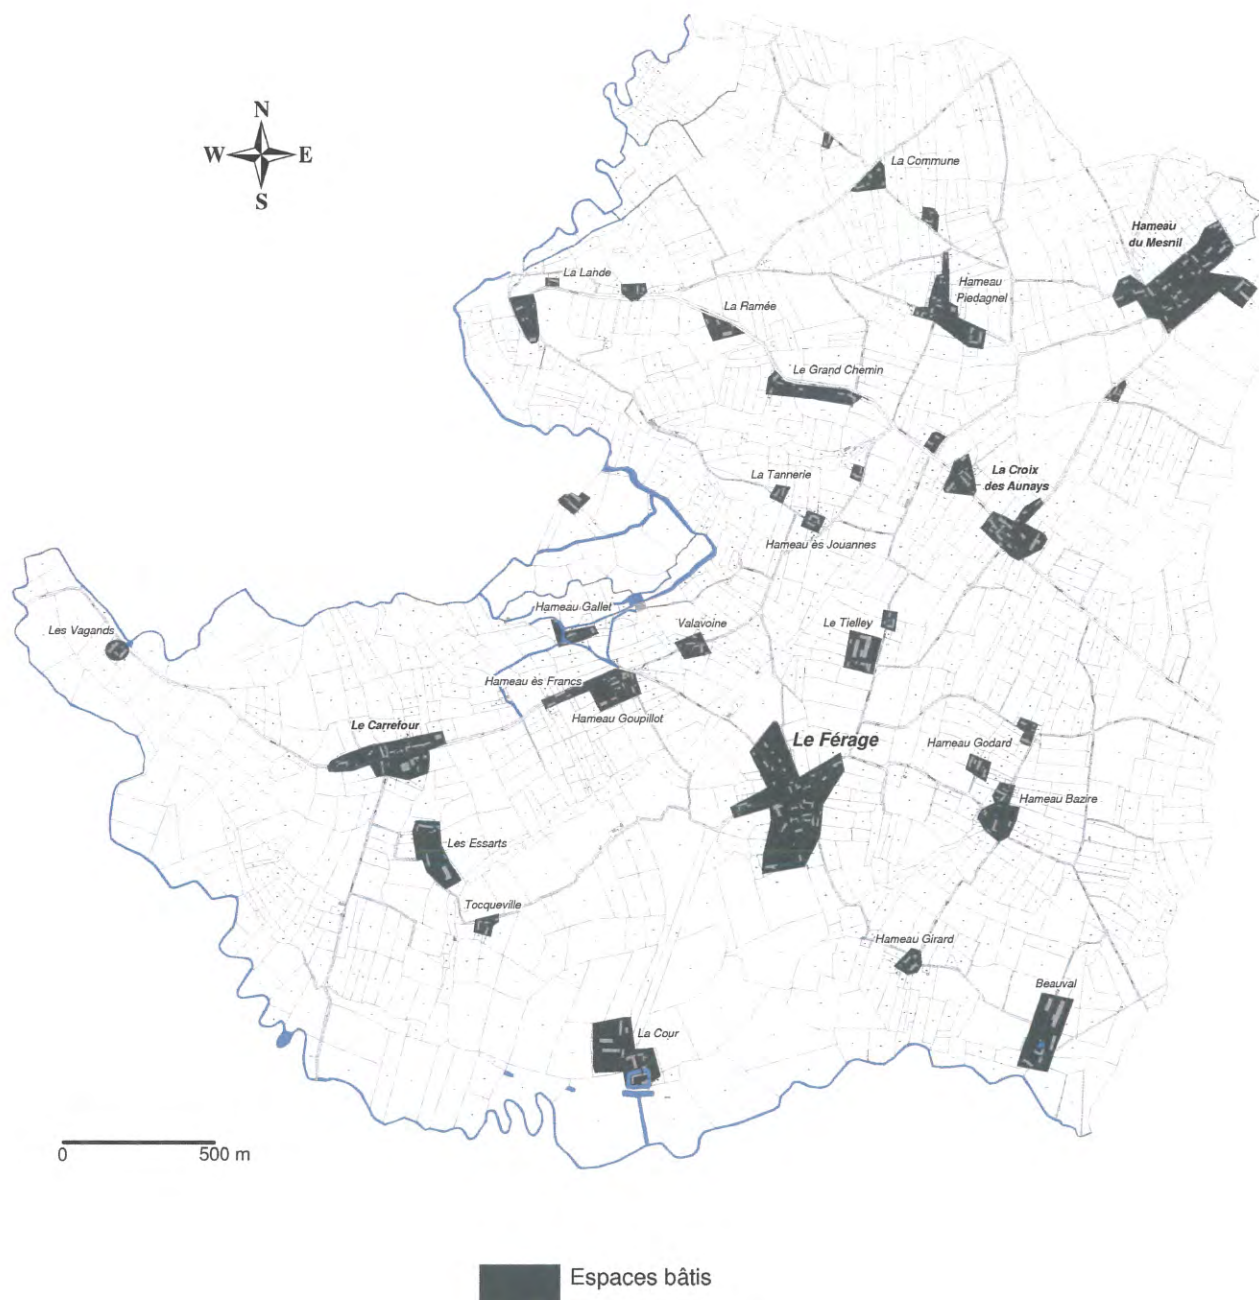 N
W E
S
La Commune
Hameau
du Mesnil
La Lande
Hameau
Piedagnel
La Ramée
Le Grand Chemin
La Croix
des Aunays
La Tannerie
Hameau ès Jouannes
Hameau Gallet
Les Vagands
Valavoine
Le Tielley
Hameau ès Francs
Hameau Goupillot
Le Carrefour
Le Férage
Hameau Godard
Hameau Bazire
Les Essarts
Tocqueville
Hameau Girard
Beauval
La Cour
0 500 m
Espaces bâtis